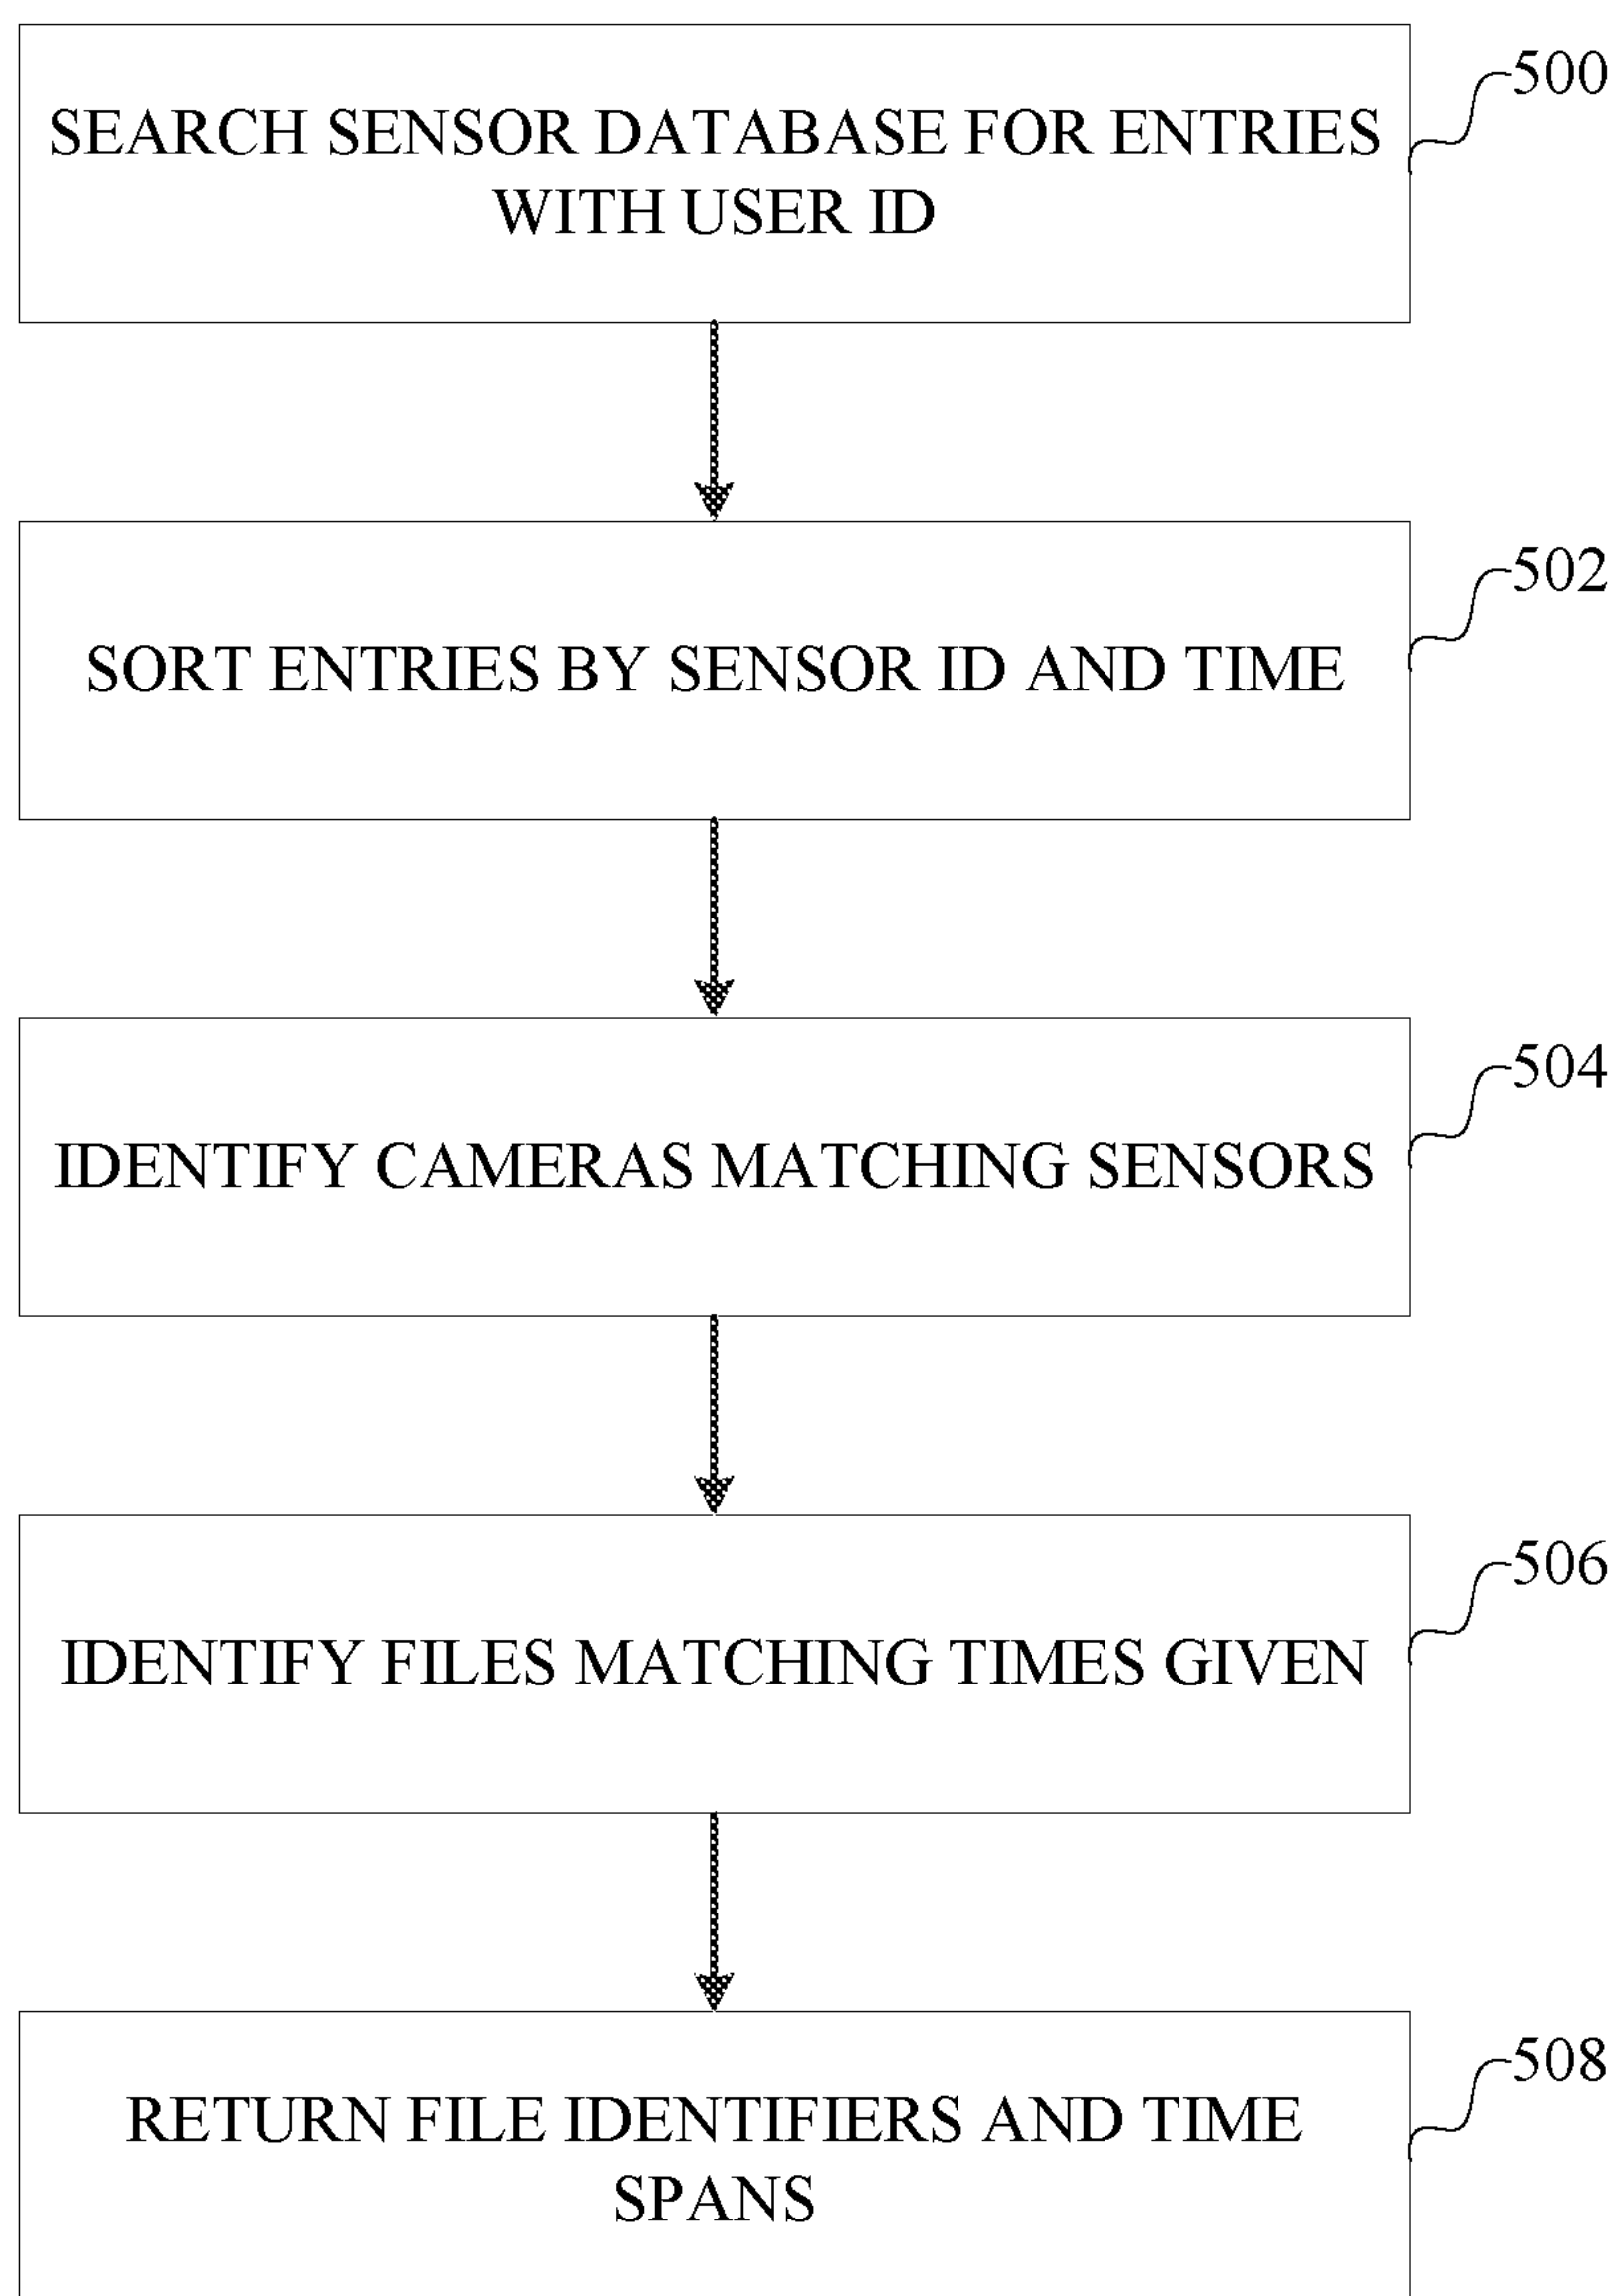 500
SEARCH SENSOR DATABASE FOR ENTRIES
WITH USER ID
502
SORT ENTRIES BY SENSOR ID AND TIME
504
IDENTIFY CAMERAS MATCHING SENSORS
506
IDENTIFY FILES MATCHING TIMES GIVEN
508
RETURN FILE IDENTIFIERS AND TIME
SPANS